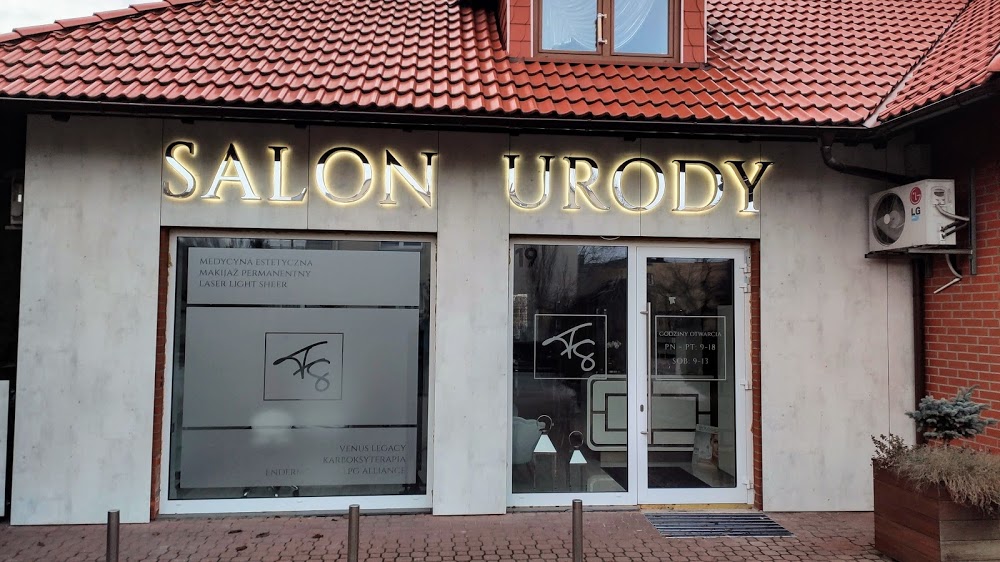 SALON URODY
MEDYCYNA ESTETYCZNA
MAKIJAŻ PERMANENTNY
LASER LIGHT SHEER
VENUS LEGACY
KARBOKSYTERAPIA
ALLIANCE
19
GODZINY OTWARCIA
PN - PT: 9-18
SOB: 9-13
LG